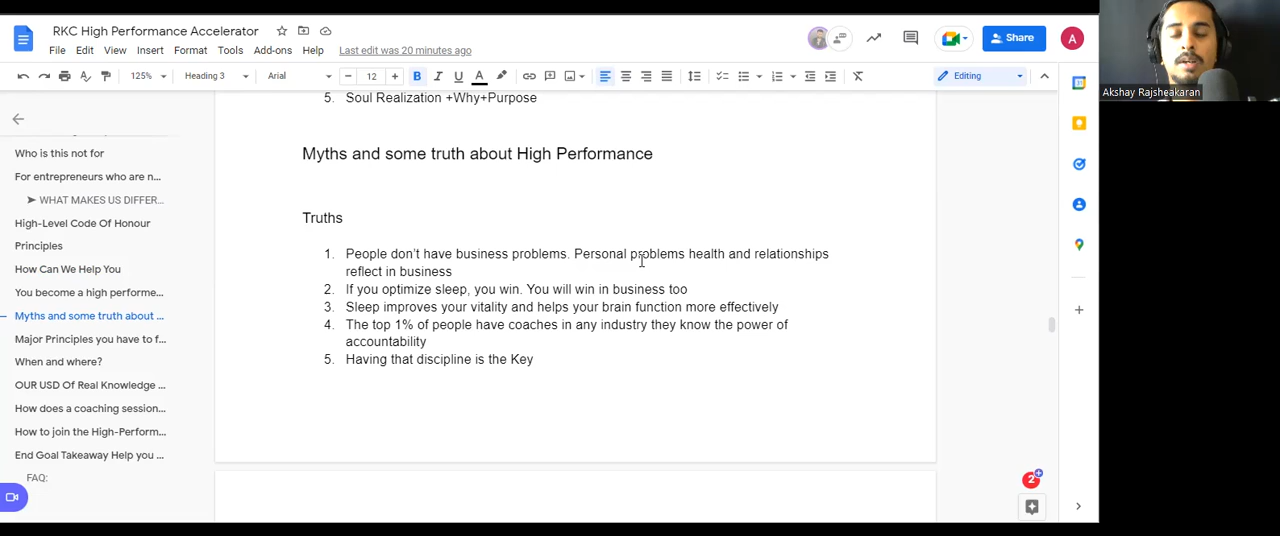 RKC High Performance Accelerator
File Edit View Insert Format Tools Add-ons Help Last edit was 20 minutes ago
Share
A
125% Heading 3 Arial 12 B I U A Editing
Akshay Rajsheakaran
Who is this not for
For entrepreneurs who are n...
➤ WHAT MAKES US DIFFER...
High-Level Code Of Honour
Principles
How Can We Help You
You become a high performe...
Myths and some truth about ...
Major Principles you have to f...
When and where?
OUR USD Of Real Knowledge ...
How does a coaching session...
How to join the High-Perform...
End Goal Takeaway Help you ...
FAQ:
5. Soul Realization +Why+Purpose
Myths and some truth about High Performance
Truths
1. People don't have business problems. Personal problems health and relationships
reflect in business
2. If you optimize sleep, you win. You will win in business too
3. Sleep improves your vitality and helps your brain function more effectively
4. The top 1% of people have coaches in any industry they know the power of
accountability
5. Having that discipline is the Key
2